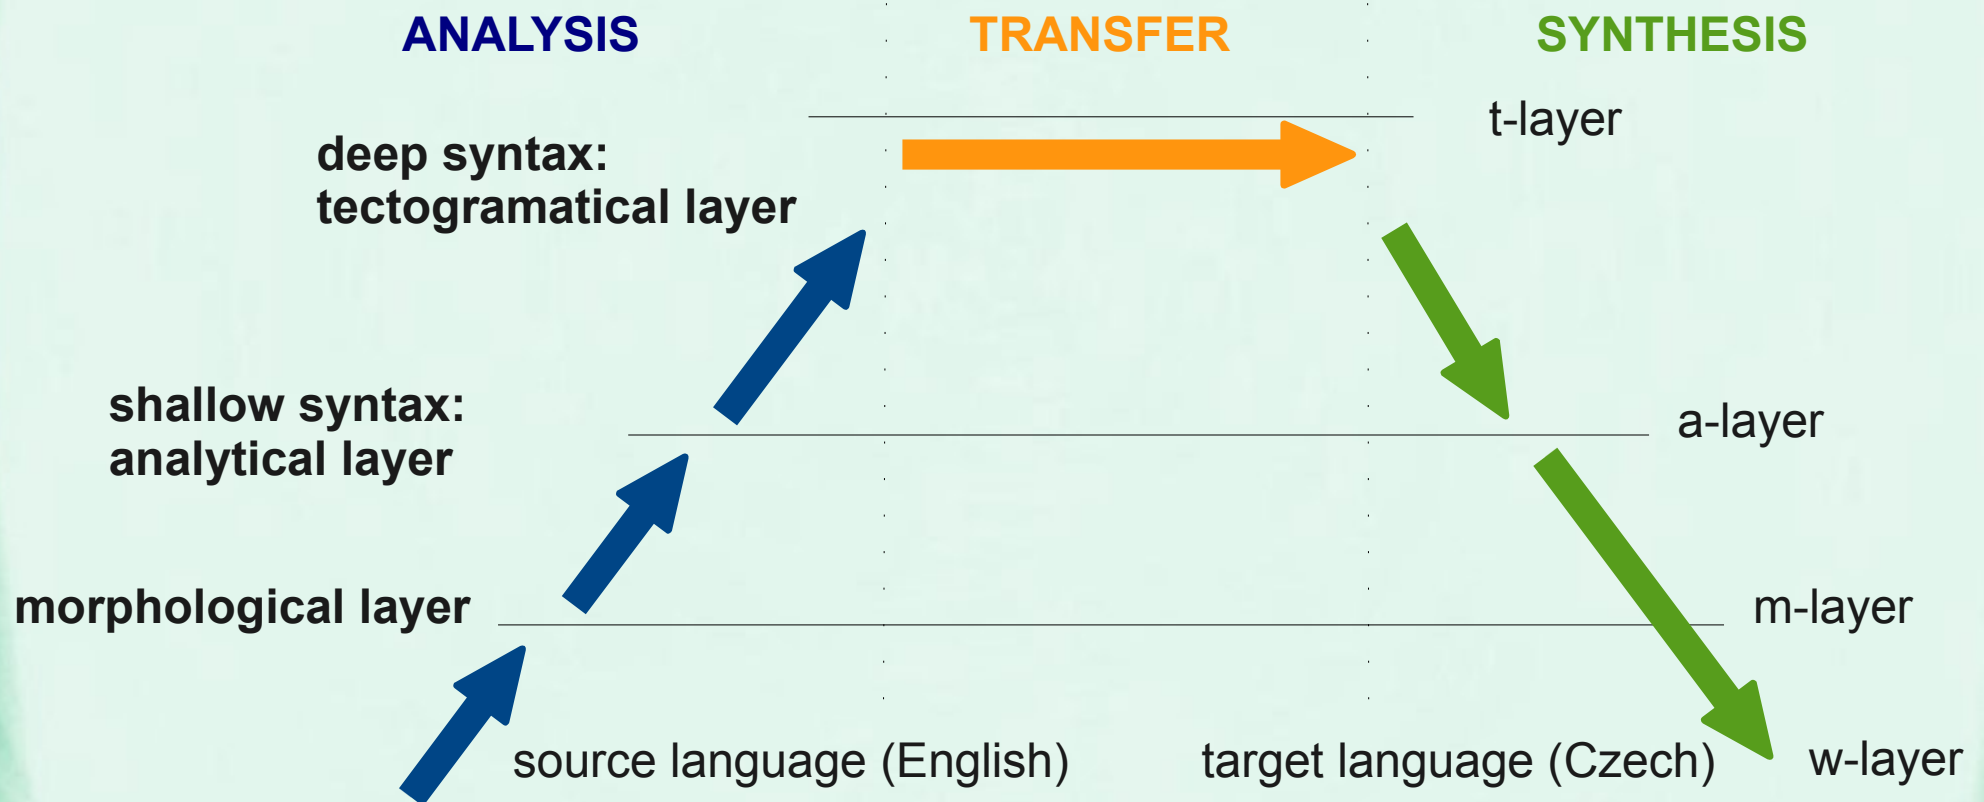 ANALYSIS
TRANSFER
SYNTHESIS
t-layer
deep syntax:
tectogramatical layer
shallow syntax:
analytical layer
a-layer
morphological layer
m-layer
source language (English)
target language (Czech)
w-layer